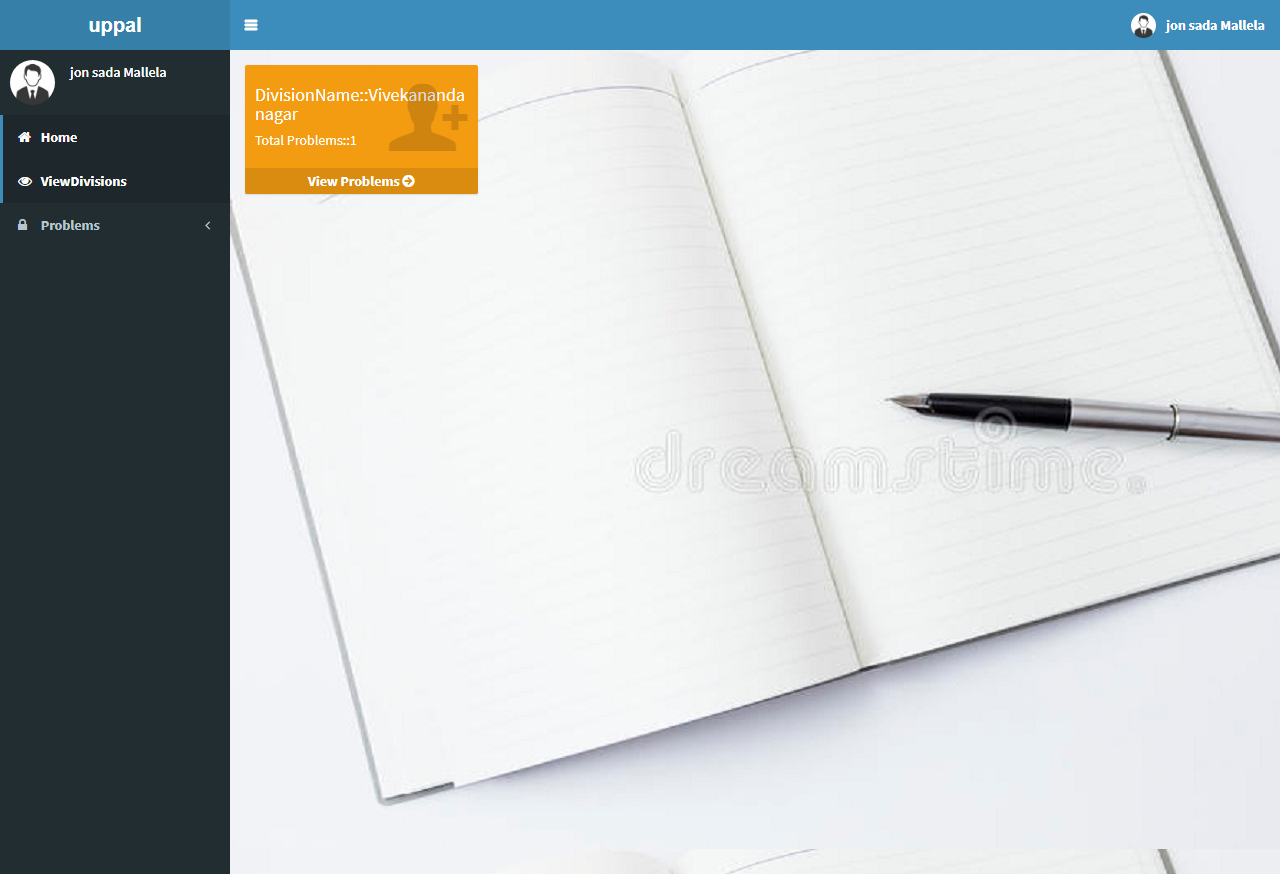 uppal
jon sada Mallela
jon sada Mallela
Home
ViewDivisions
Problems
DivisionName::Vivekananda
nagar
Total Problems::1
View Problems
dreamstime